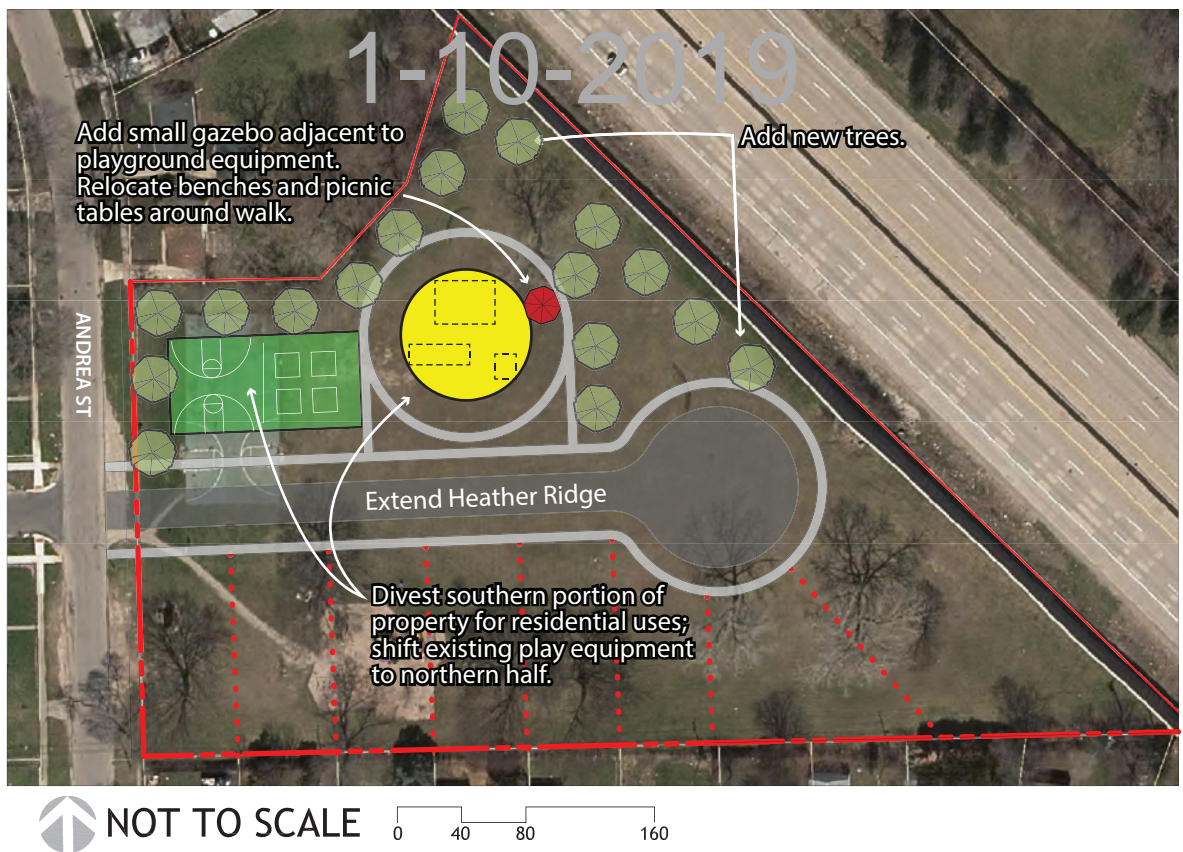 1-10-2019
Add small gazebo adjacent to
playground equipment.
Relocate benches and picnic
tables around walk.
Add new trees.
ANDREA ST
Extend Heather Ridge
Divest southern portion of
property for residential uses;
shift existing play equipment
to northern half.
NOT TO SCALE
0 40 80 160